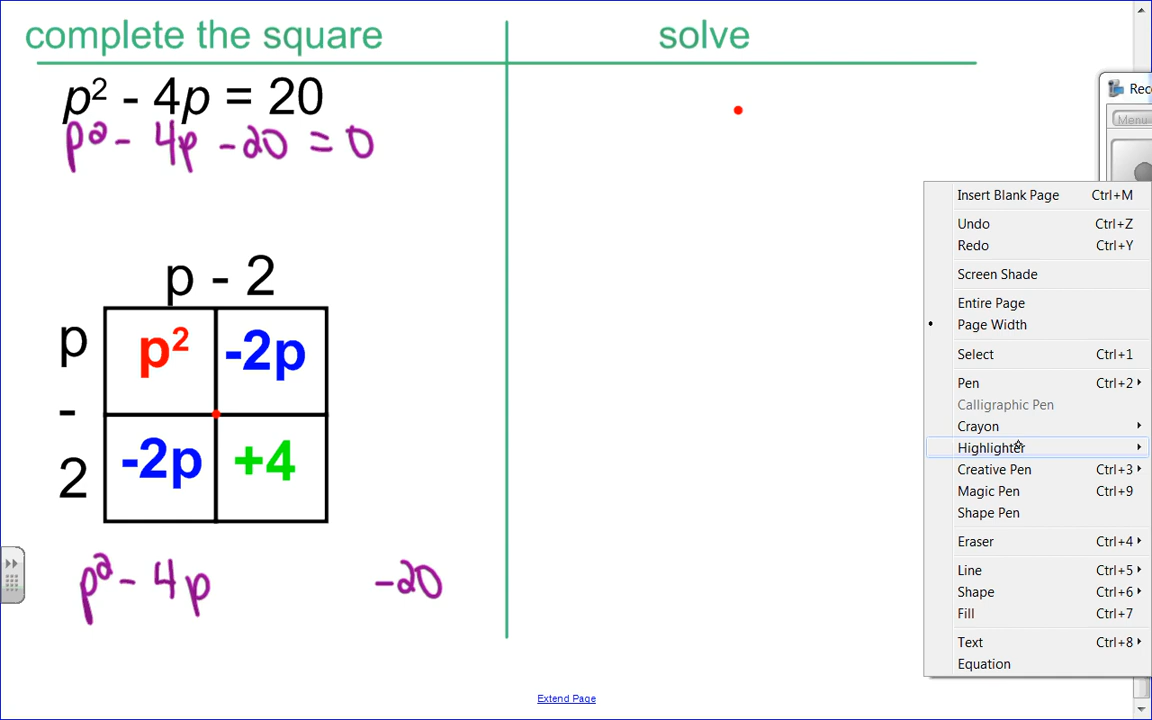 complete the square
solve
p² - 4p = 20
p² - 4p - 20 = 0
p - 2
p
-
2
p² -2p
-2p +4
p² - 4p -20
Extend Page
Menu
Insert Blank Page Ctrl+M
Undo Ctrl+Z
Redo Ctrl+Y
Screen Shade
Entire Page
• Page Width
Select Ctrl+1
Pen Ctrl+2
Calligraphic Pen
Crayon
Highlighter
Creative Pen Ctrl+3
Magic Pen Ctrl+9
Shape Pen
Eraser Ctrl+4
Line Ctrl+5
Shape Ctrl+6
Fill Ctrl+7
Text Ctrl+8
Equation